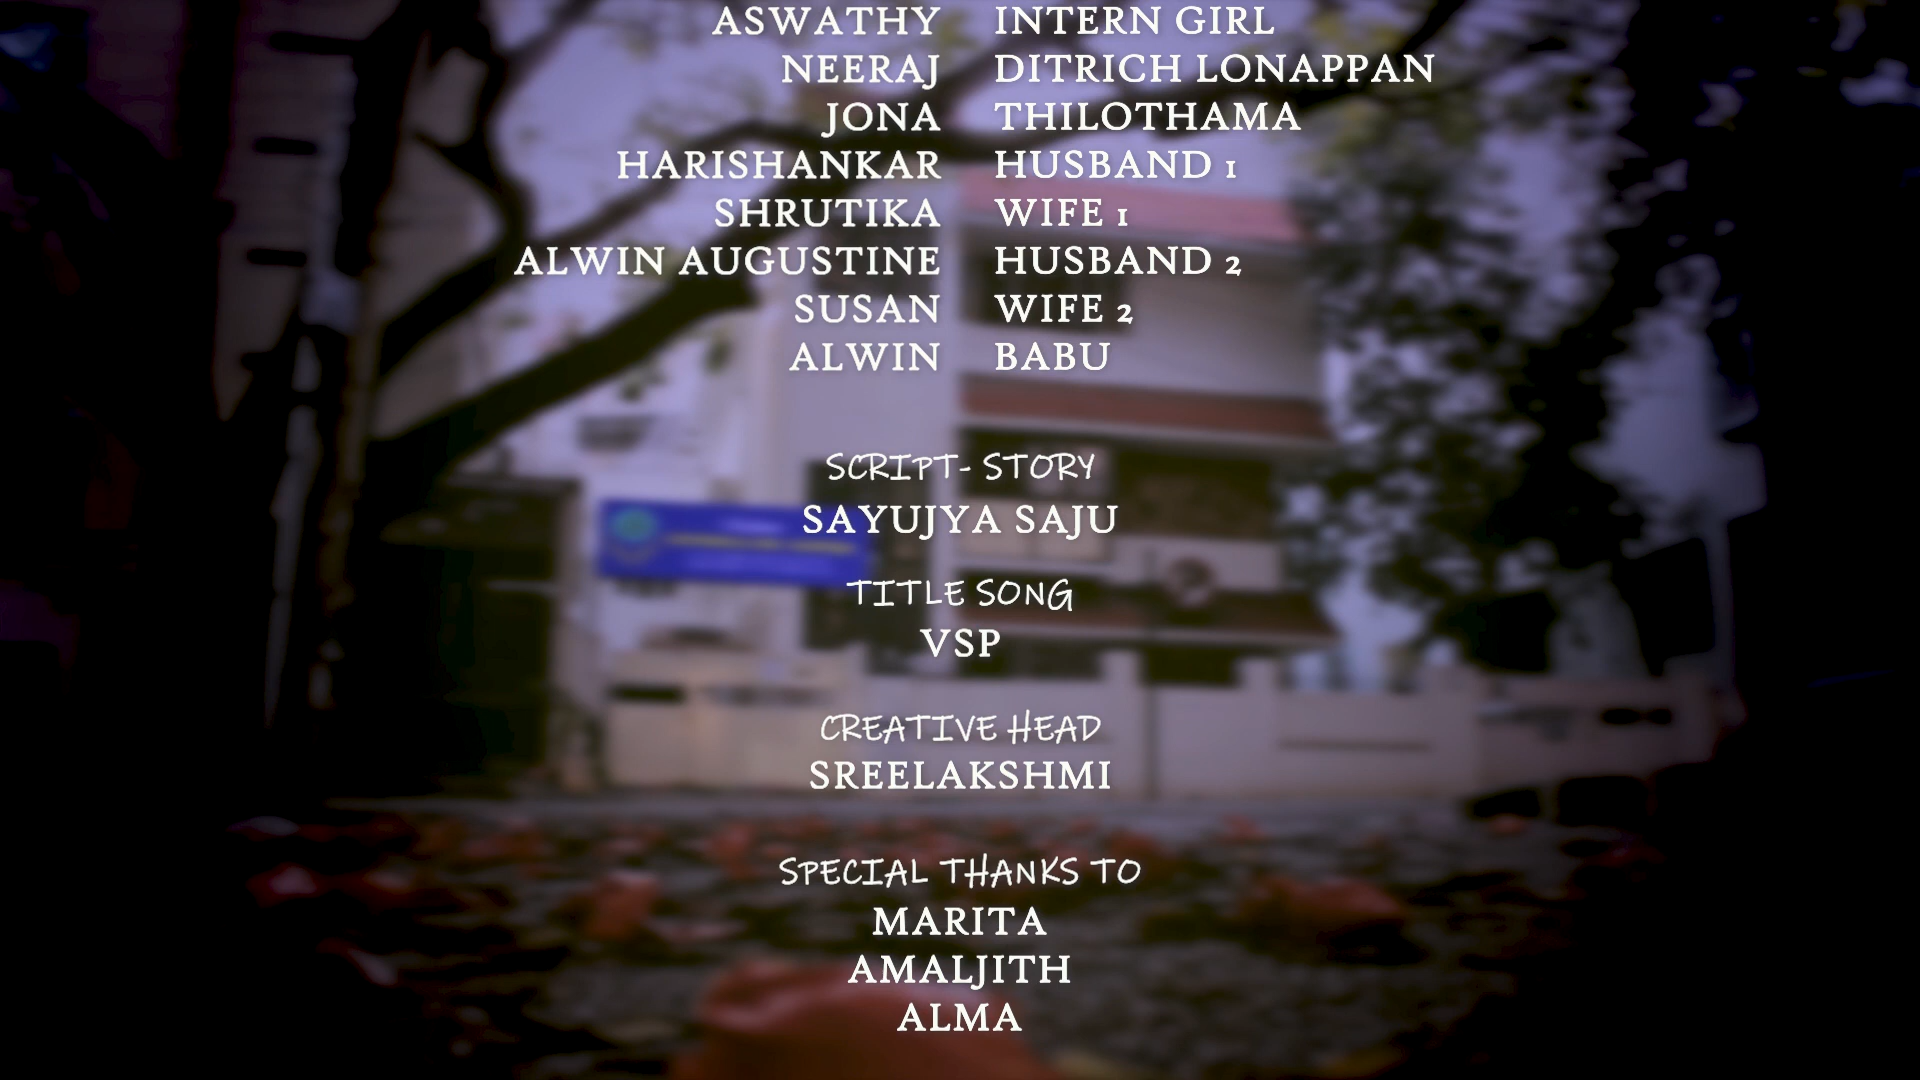 ASWATHY INTERN GIRL
NEERAJ DITRICH LONAPPAN
JONA THILOTHAMA
HARISHANKAR HUSBAND 1
SHRUTIKA WIFE 1
ALWIN AUGUSTINE HUSBAND 2
SUSAN WIFE 2
ALWIN BABU
SCRIPT- STORY
SAYUJYA SAJU
TITLE SONG
VSP
CREATIVE HEAD
SREELAKSHMI
SPECIAL THANKS TO
MARITA
AMALJITH
ALMA